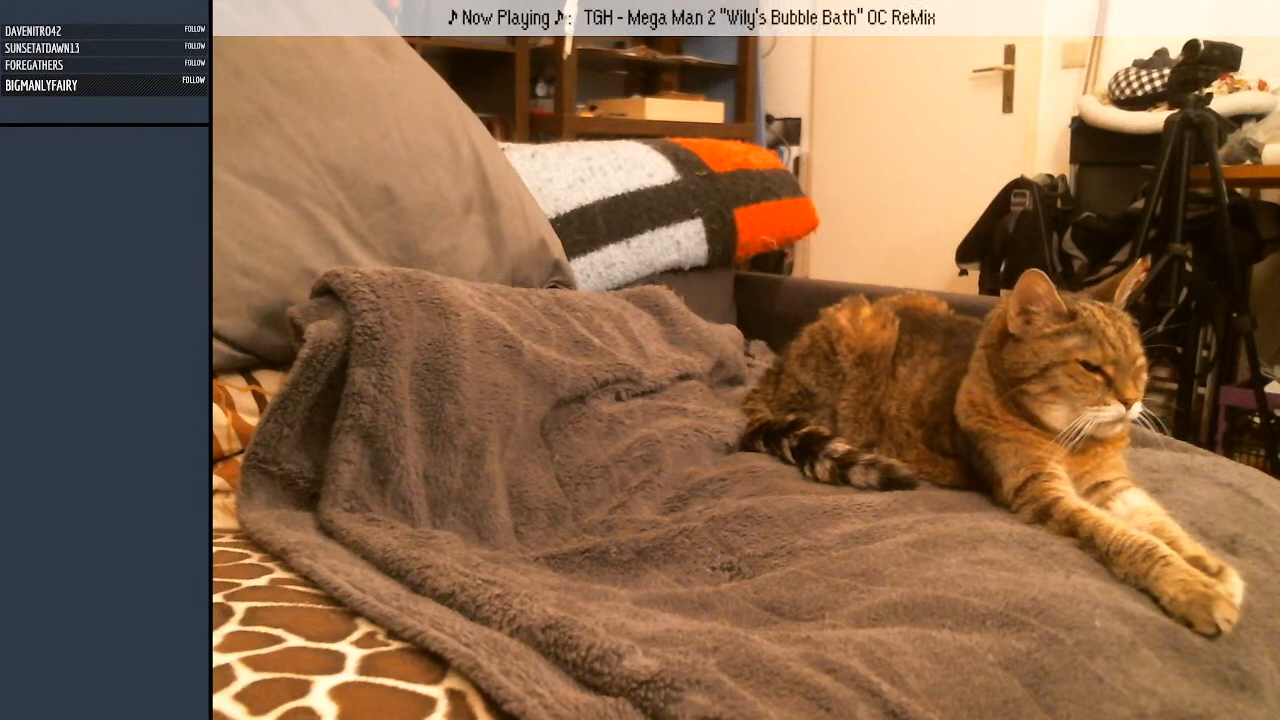 ♪ Now Playing ♪: TGH - Mega Man 2 "Wily's Bubble Bath" OC ReMix
DAVENITRO42 FOLLOW
SUNSETATDAWN13 FOLLOW
FOREGATHERS FOLLOW
BIGMANLYFAIRY FOLLOW